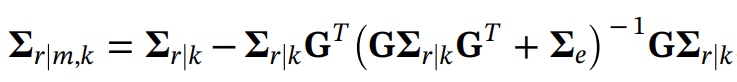 𝚺_{r|m,k} = 𝚺_{r|k} − 𝚺_{r|k}𝐆^T (𝐆𝚺_{r|k}𝐆^T + 𝚺_e)^{−1} 𝐆𝚺_{r|k}